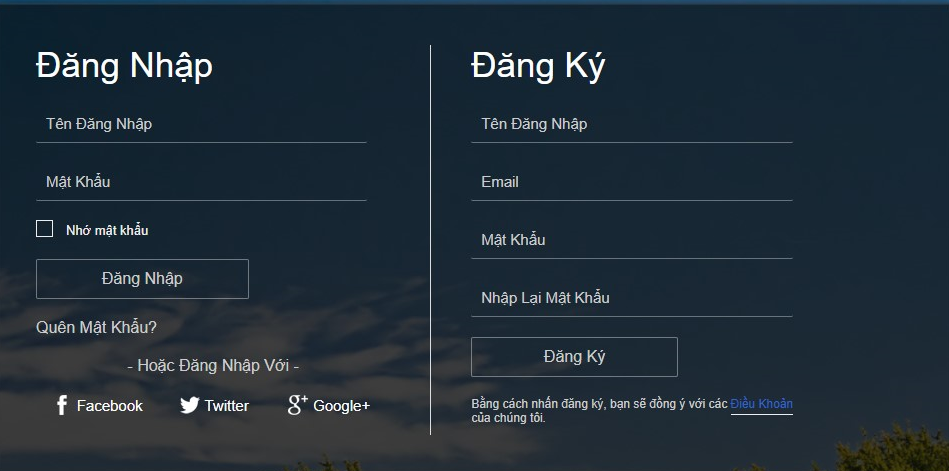 Đăng Nhập
Tên Đăng Nhập
Mật Khẩu
Nhớ mật khẩu
Đăng Nhập
Quên Mật Khẩu?
- Hoặc Đăng Nhập Với -
Facebook
Twitter
g+ Google+
Đăng Ký
Tên Đăng Nhập
Email
Mật Khẩu
Nhập Lại Mật Khẩu
Đăng Ký
Bằng cách nhấn đăng ký, bạn sẽ đồng ý với các Điều Khoản
của chúng tôi.